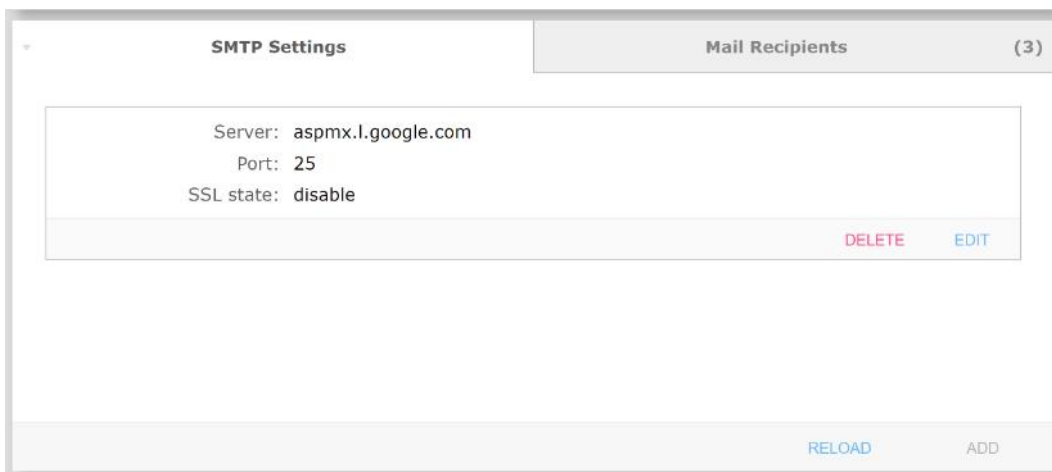 SMTP Settings
Mail Recipients (3)
Server: aspmx.l.google.com
Port: 25
SSL state: disable
DELETE EDIT
RELOAD ADD